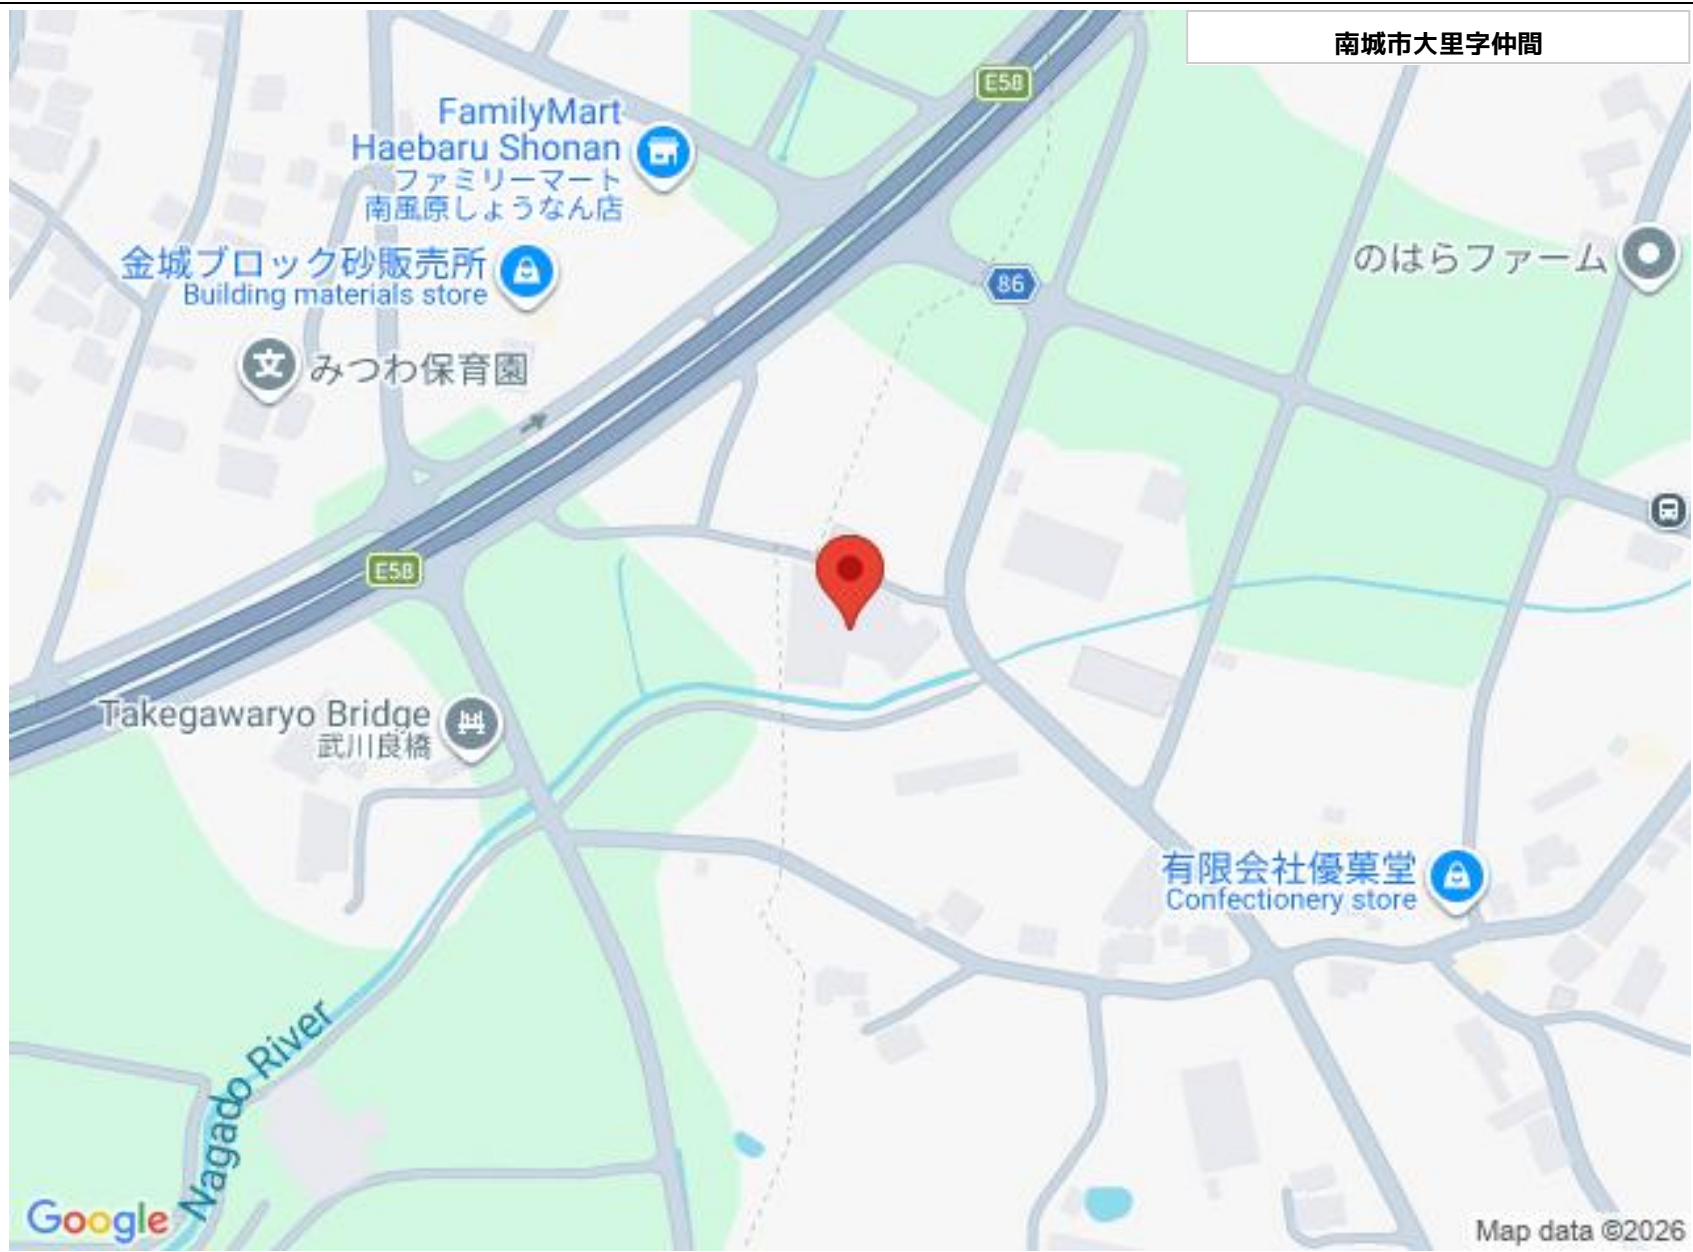 南城市大里字仲間
E58
FamilyMart
Haebaru Shonan
ファミリーマート
南風原しょうなん店
金城ブロック砂販売所
Building materials store
86
のはらファーム
みつわ保育園
E58
Takegawaryo Bridge
武川良橋
有限会社優菓堂
Confectionery store
Nagado River
Google
Map data ©2026